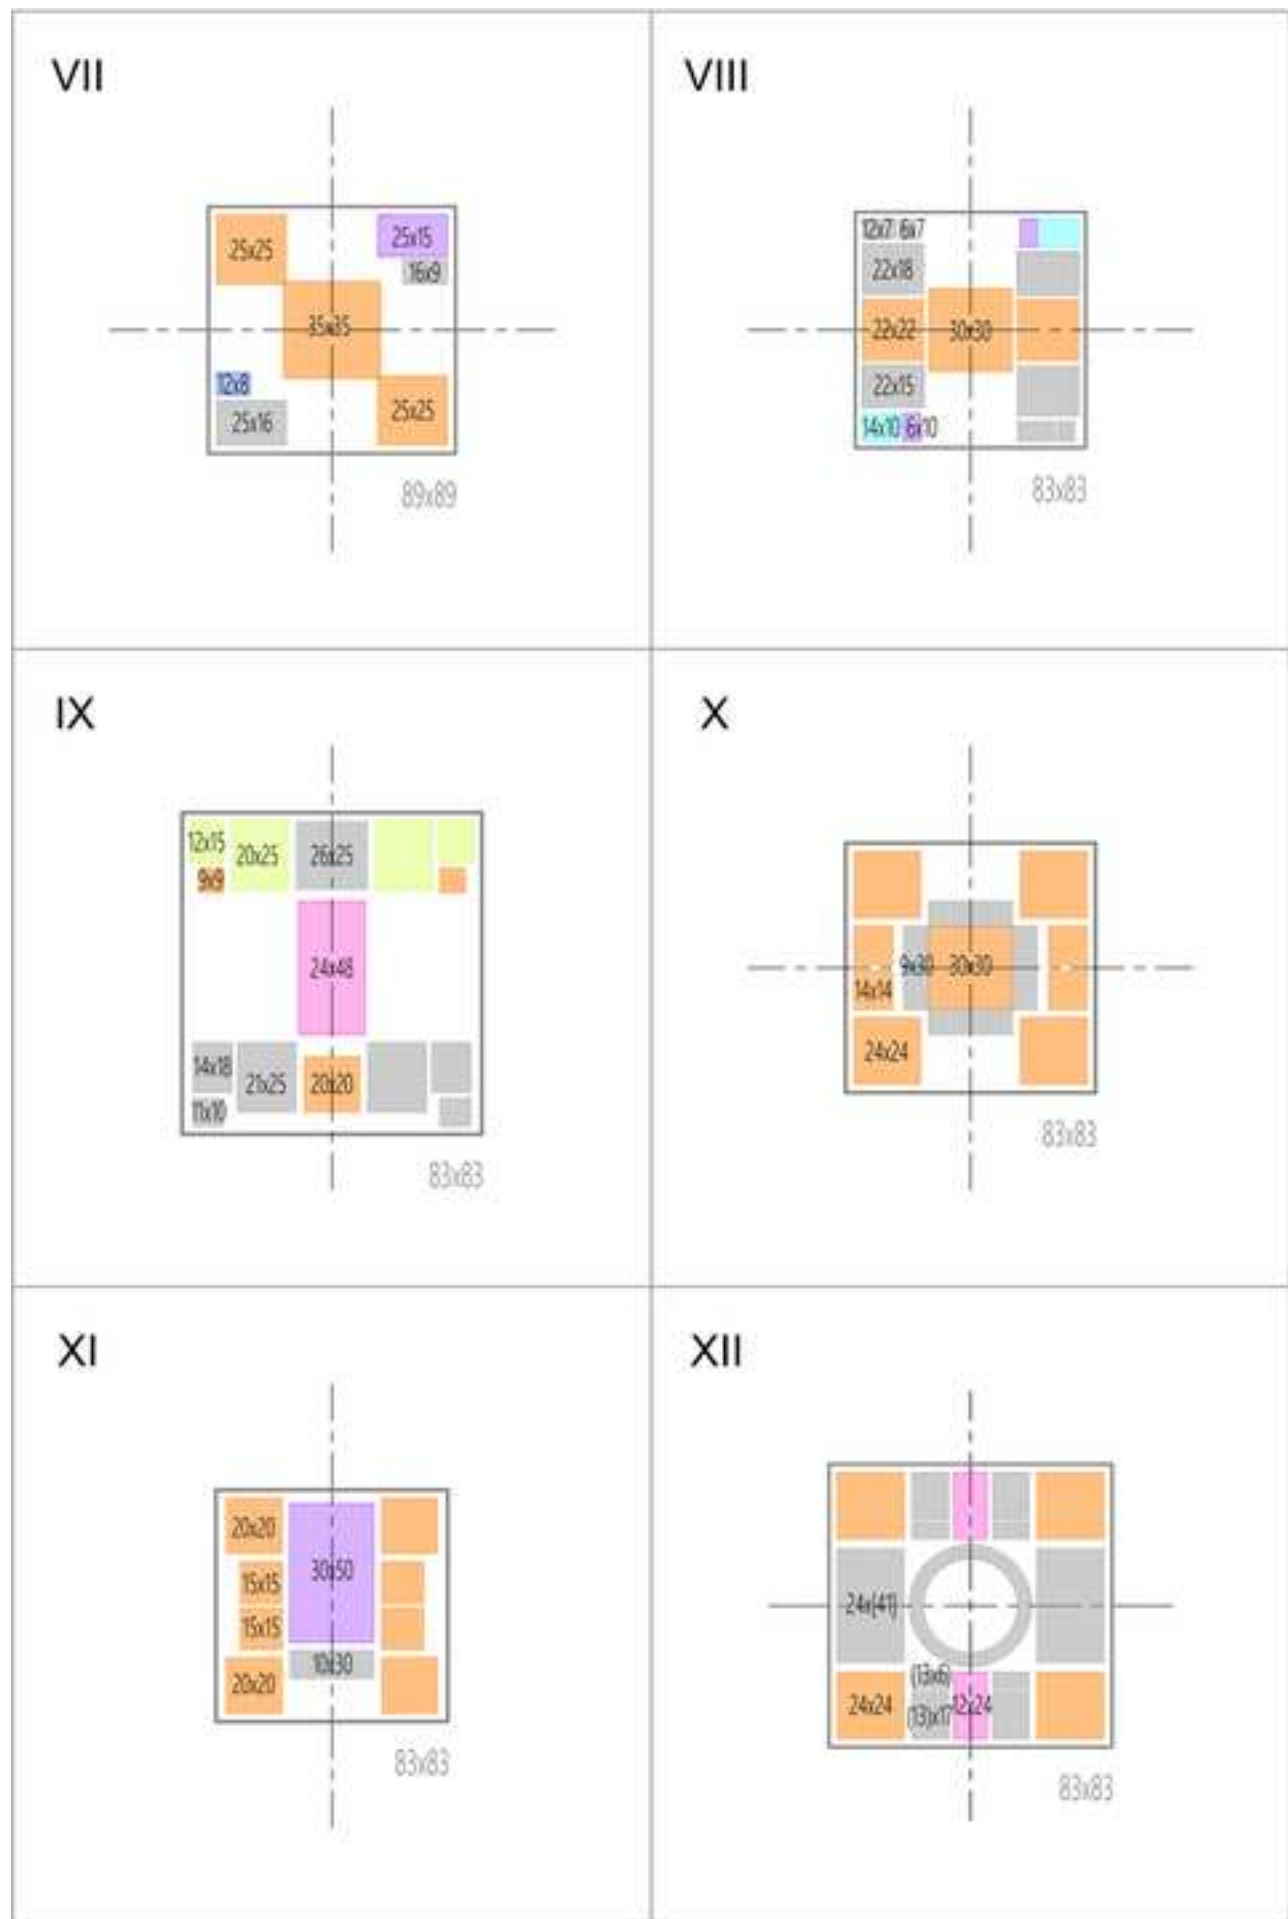 VII
25x25
25x15
16x9
35x35
12x8
25x16
25x25
89x89
VIII
12x7 6x7
22x18
22x22
30x30
22x15
14x10 6x10
83x83
IX
12x15
20x25
26x25
9x9
24x48
14x18
21x25
20x20
11x10
83x83
X
9x30
30x30
14x14
24x24
83x83
XI
20x20
30x50
15x15
15x15
10x30
20x20
83x83
XII
24x(41)
(13x6)
24x24
(13)x17
12x24
83x83